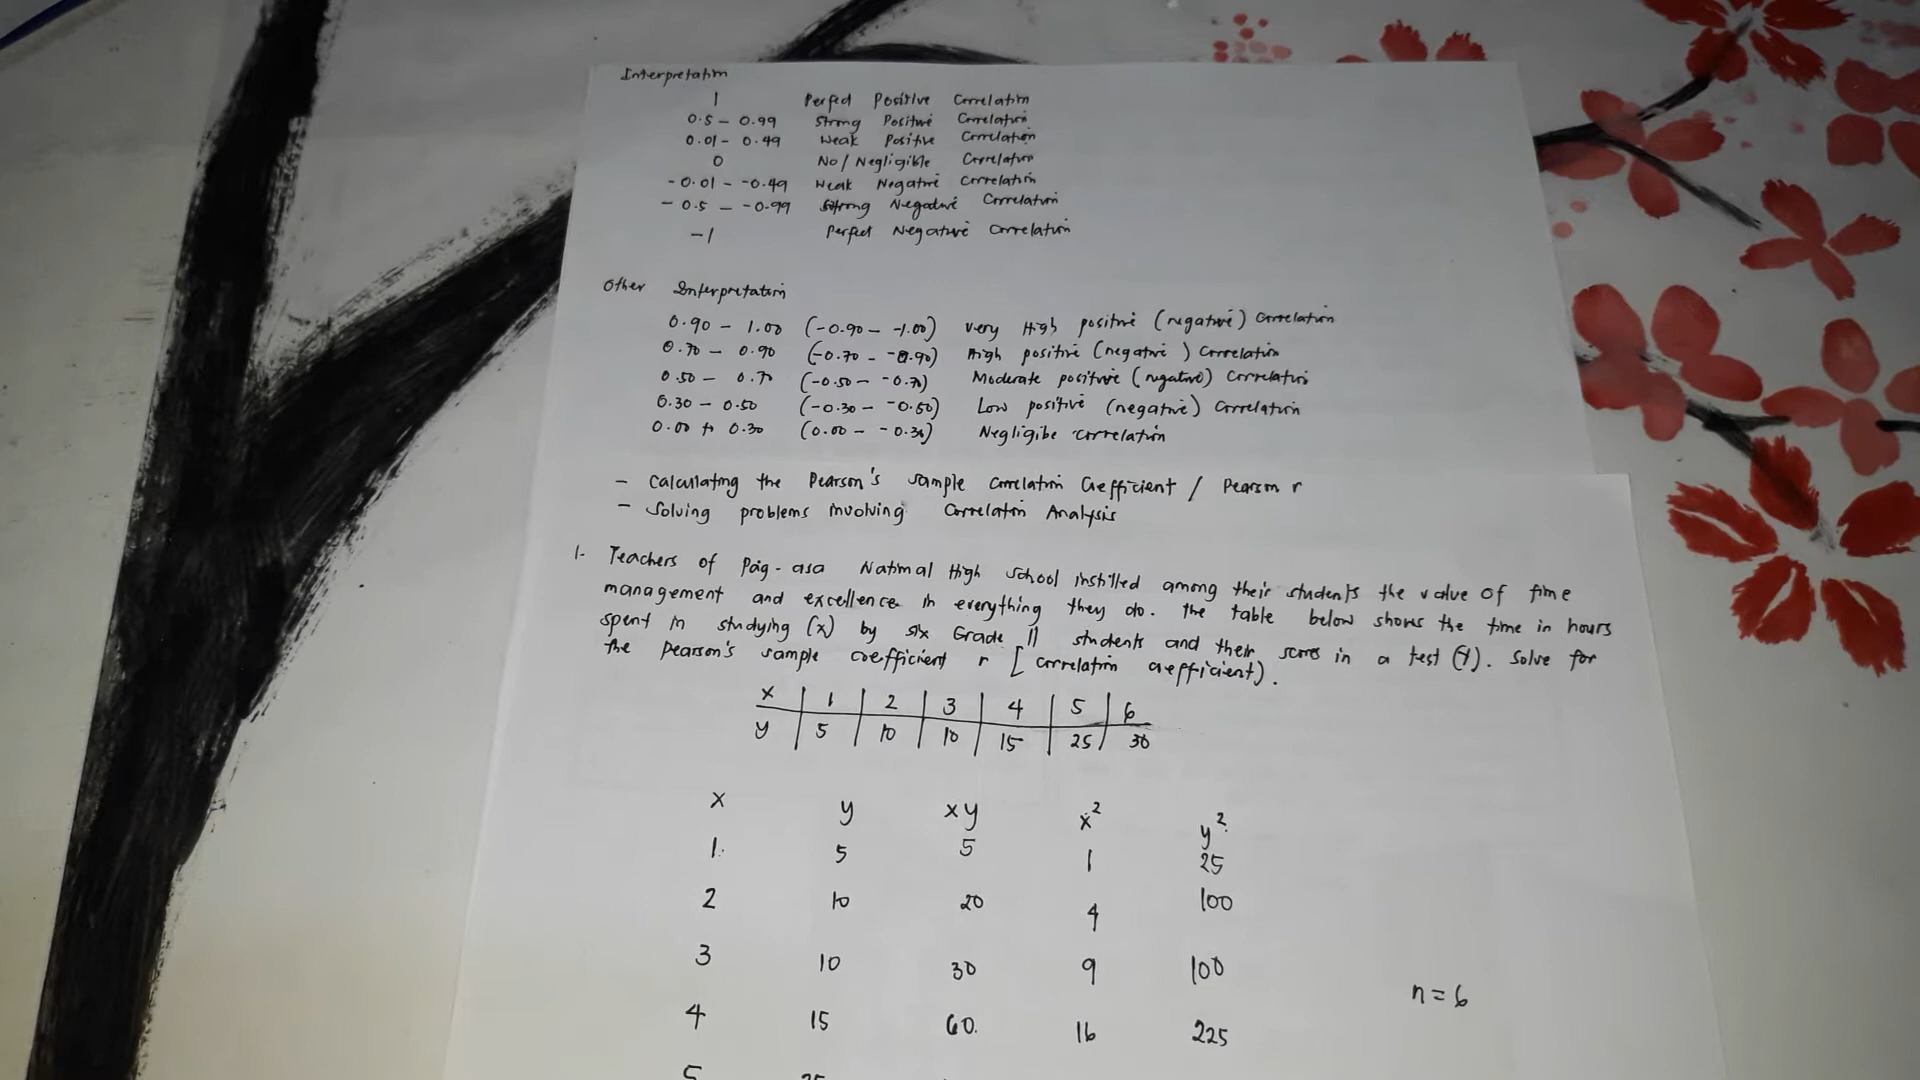 Interpretation
1 Perfect Positive Correlation
0.5 - 0.99 Strong Positive Correlation
0.01 - 0.49 Weak Positive Correlation
0 No / Negligible Correlation
-0.01 - -0.49 Weak Negative Correlation
-0.5 - -0.99 Strong Negative Correlation
-1 Perfect Negative Correlation
Other Interpretation
0.90 - 1.00 (-0.90 - -1.00) Very High positive (negative) Correlation
0.70 - 0.90 (-0.70 - -0.90) High positive (negative) Correlation
0.50 - 0.70 (-0.50 - -0.70) Moderate positive (negative) Correlation
0.30 - 0.50 (-0.30 - -0.50) Low positive (negative) Correlation
0.00 to 0.30 (0.00 - -0.30) Negligibe correlation
- Calculating the Pearson's sample Correlation Coefficient / Pearson r
- Solving problems involving Correlation Analysis
1. Teachers of Pag-asa National High School instilled among their students the value of time
management and excellence in everything they do. The table below shows the time in hours
spent in studying (x) by six Grade 11 students and their scores in a test (y). Solve for
the Pearson's sample coefficient r [correlation coefficient).
x 1 2 3 4 5 6
y 5 10 10 15 25 30
x y xy x² y²
1 5 5 1 25
2 10 20 4 100
3 10 30 9 100
n = 6
4 15 60 16 225
5 25